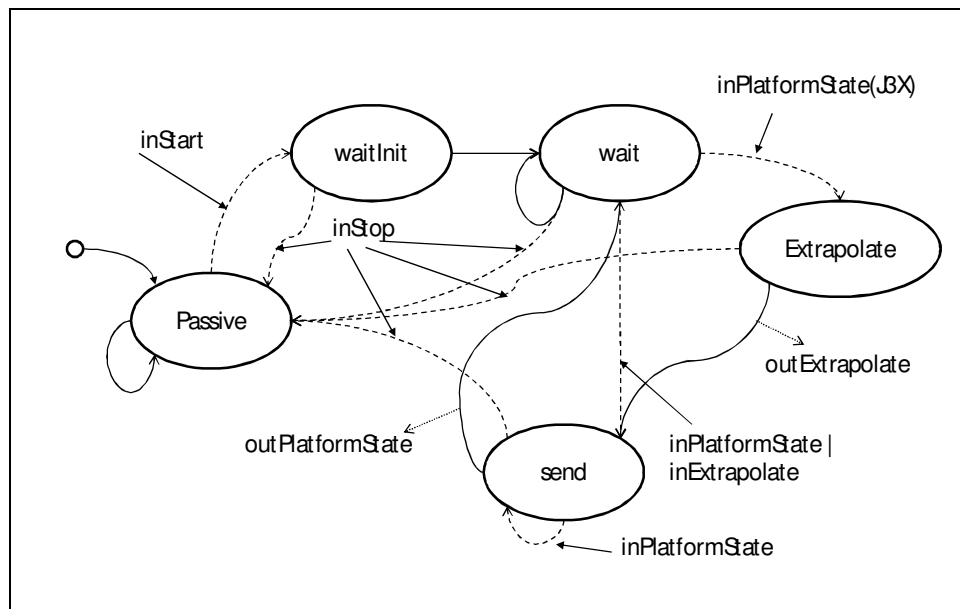 inPlatformState(J3X)
inStart
waitInit
wait
inStop
Extrapolate
Passive
outExtrapolate
outPlatformState
inPlatformState |
inExtrapolate
send
inPlatformState